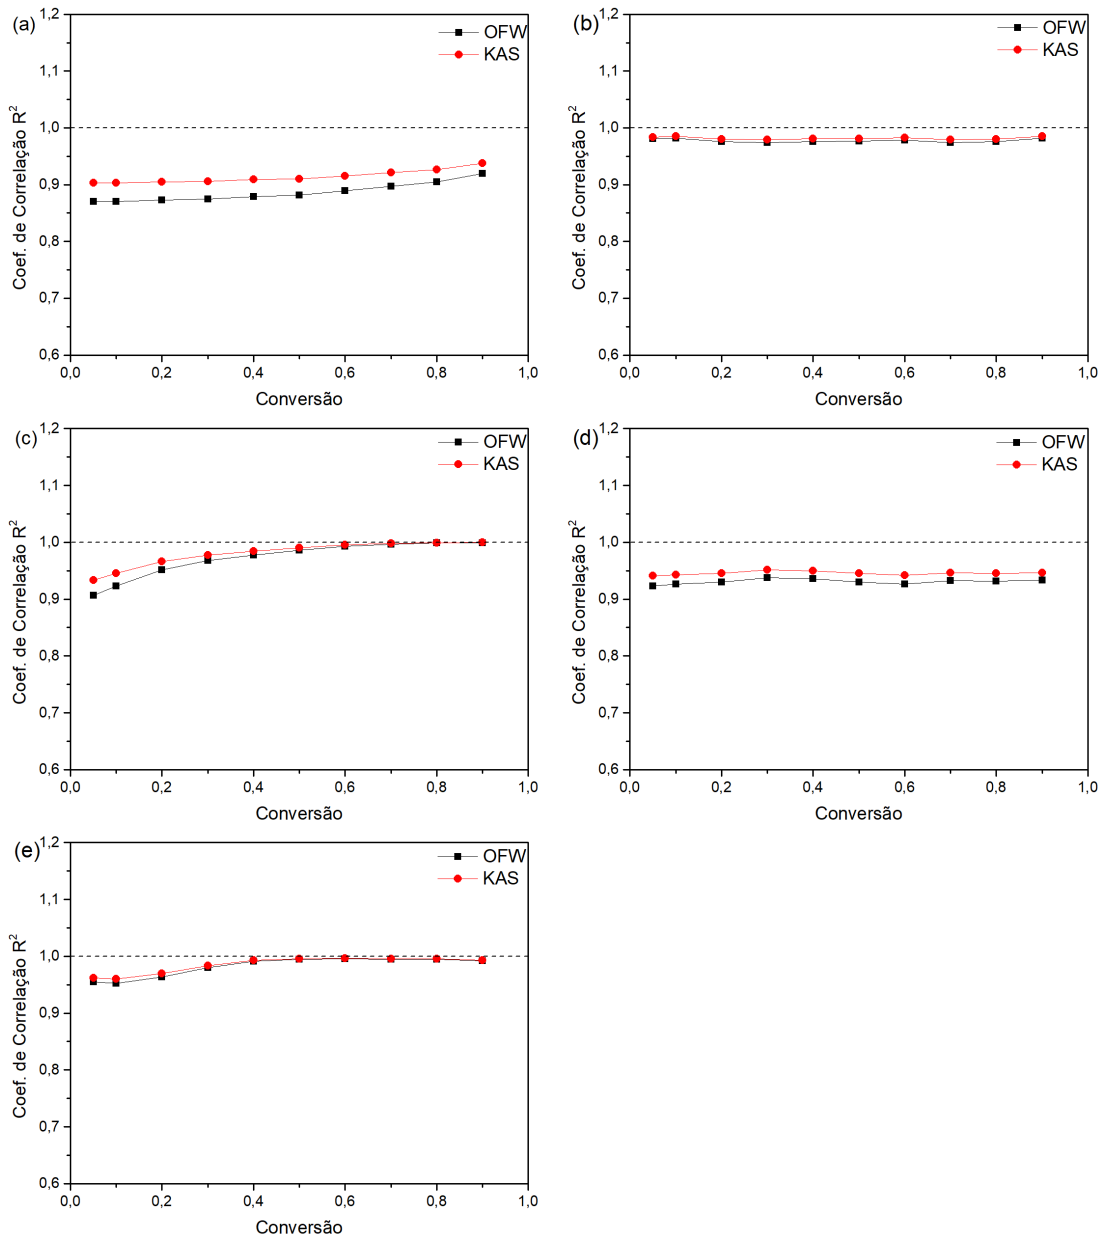 (a)
OFW
KAS
Coef. de Correlação R²
1,2
1,1
1,0
0,9
0,8
0,7
0,6
0,0 0,2 0,4 0,6 0,8 1,0
Conversão
(b)
OFW
KAS
Coef. de Correlação R²
1,2
1,1
1,0
0,9
0,8
0,7
0,6
0,0 0,2 0,4 0,6 0,8 1,0
Conversão
(c)
OFW
KAS
Coef. de Correlação R²
1,2
1,1
1,0
0,9
0,8
0,7
0,6
0,0 0,2 0,4 0,6 0,8 1,0
Conversão
(d)
OFW
KAS
Coef. de Correlação R²
1,2
1,1
1,0
0,9
0,8
0,7
0,6
0,0 0,2 0,4 0,6 0,8 1,0
Conversão
(e)
OFW
KAS
Coef. de Correlação R²
1,2
1,1
1,0
0,9
0,8
0,7
0,6
0,0 0,2 0,4 0,6 0,8 1,0
Conversão